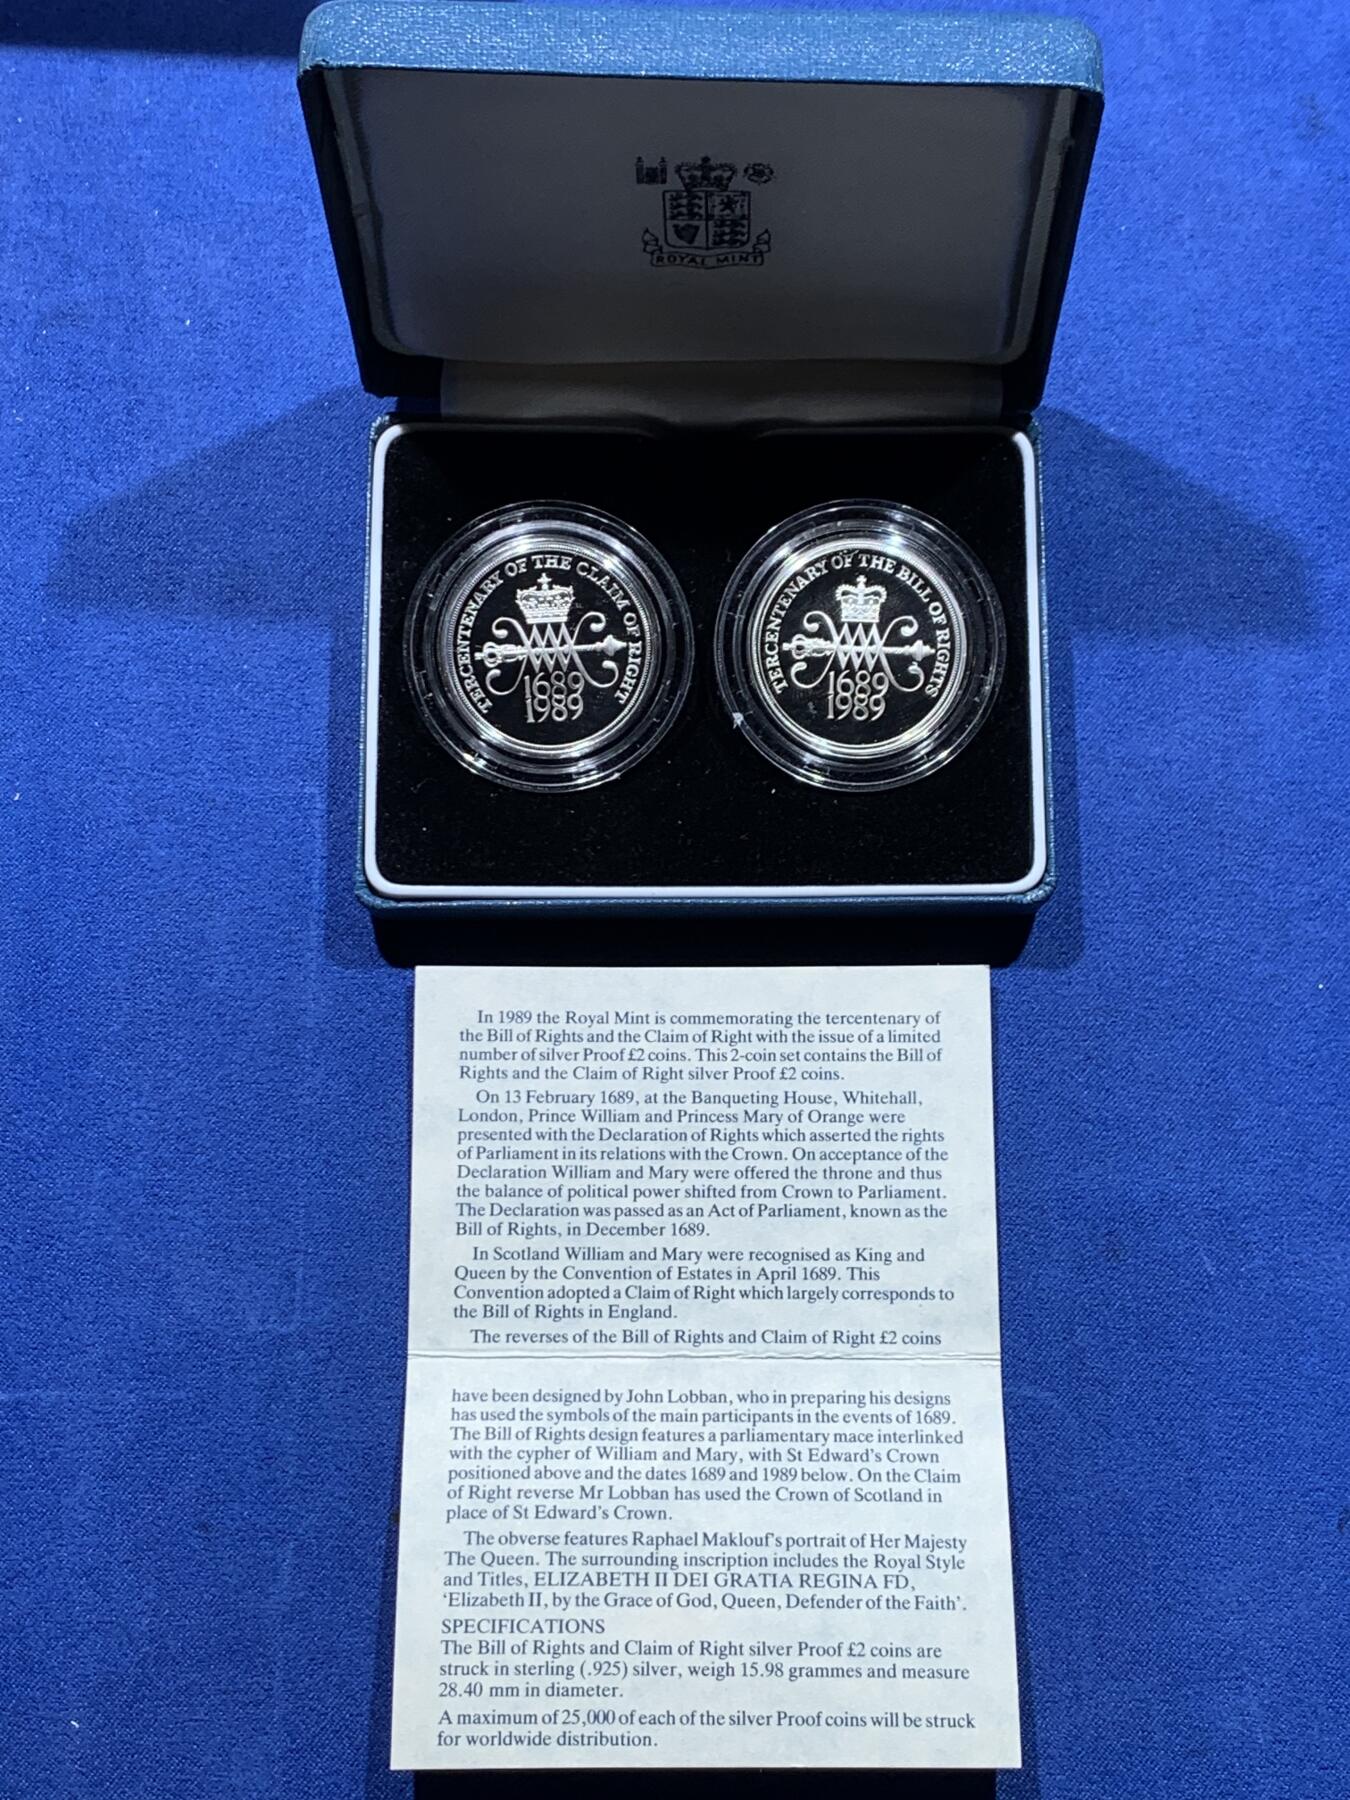 ROYAL MINT
TERCENTENARY OF THE CLAIM OF RIGHT
1689
1989
TERCENTENARY OF THE BILL OF RIGHTS
1689
1989
In 1989 the Royal Mint is commemorating the tercentenary of
the Bill of Rights and the Claim of Right with the issue of a limited
number of silver Proof £2 coins. This 2-coin set contains the Bill of
Rights and the Claim of Right silver Proof £2 coins.
On 13 February 1689, at the Banqueting House, Whitehall,
London, Prince William and Princess Mary of Orange were
presented with the Declaration of Rights which asserted the rights
of Parliament in its relations with the Crown. On acceptance of the
Declaration William and Mary were offered the throne and thus
the balance of political power shifted from Crown to Parliament.
The Declaration was passed as an Act of Parliament, known as the
Bill of Rights, in December 1689.
In Scotland William and Mary were recognised as King and
Queen by the Convention of Estates in April 1689. This
Convention adopted a Claim of Right which largely corresponds to
the Bill of Rights in England.
The reverses of the Bill of Rights and Claim of Right £2 coins
have been designed by John Lobban, who in preparing his designs
has used the symbols of the main participants in the events of 1689.
The Bill of Rights design features a parliamentary mace interlinked
with the cypher of William and Mary, with St Edward's Crown
positioned above and the dates 1689 and 1989 below. On the Claim
of Right reverse Mr Lobban has used the Crown of Scotland in
place of St Edward's Crown.
The obverse features Raphael Maklouf's portrait of Her Majesty
The Queen. The surrounding inscription includes the Royal Style
and Titles, ELIZABETH II DEI GRATIA REGINA FD,
'Elizabeth II, by the Grace of God, Queen, Defender of the Faith'.
SPECIFICATIONS
The Bill of Rights and Claim of Right silver Proof £2 coins are
struck in sterling (.925) silver, weigh 15.98 grammes and measure
28.40 mm in diameter.
A maximum of 25,000 of each of the silver Proof coins will be struck
for worldwide distribution.